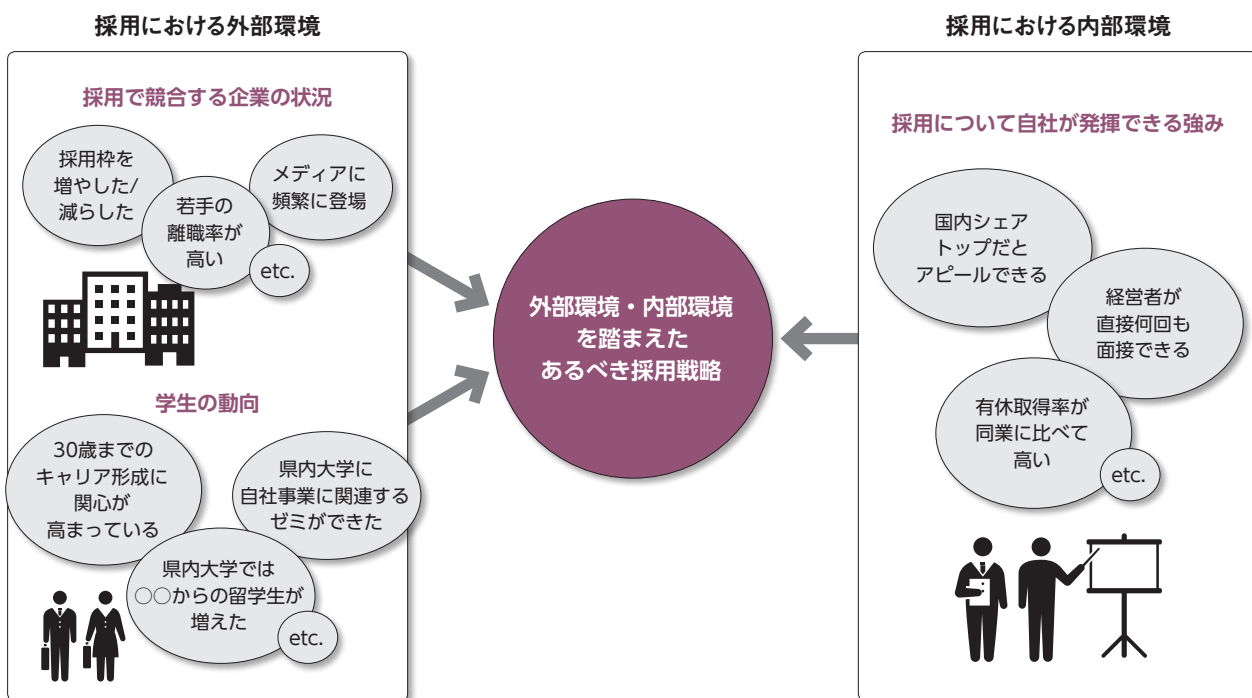 採用における外部環境
採用で競合する企業の状況
採用枠を
増やした/
減らした
若手の
離職率が
高い
メディアに
頻繁に登場
etc.
学生の動向
30歳までの
キャリア形成に
関心が
高まっている
県内大学に
自社事業に関連する
ゼミができた
県内大学では
○○からの留学生が
増えた
etc.
外部環境・内部環境
を踏まえた
あるべき採用戦略
採用における内部環境
採用について自社が発揮できる強み
国内シェア
トップだと
アピールできる
経営者が
直接何回も
面接できる
有休取得率が
同業に比べて
高い
etc.